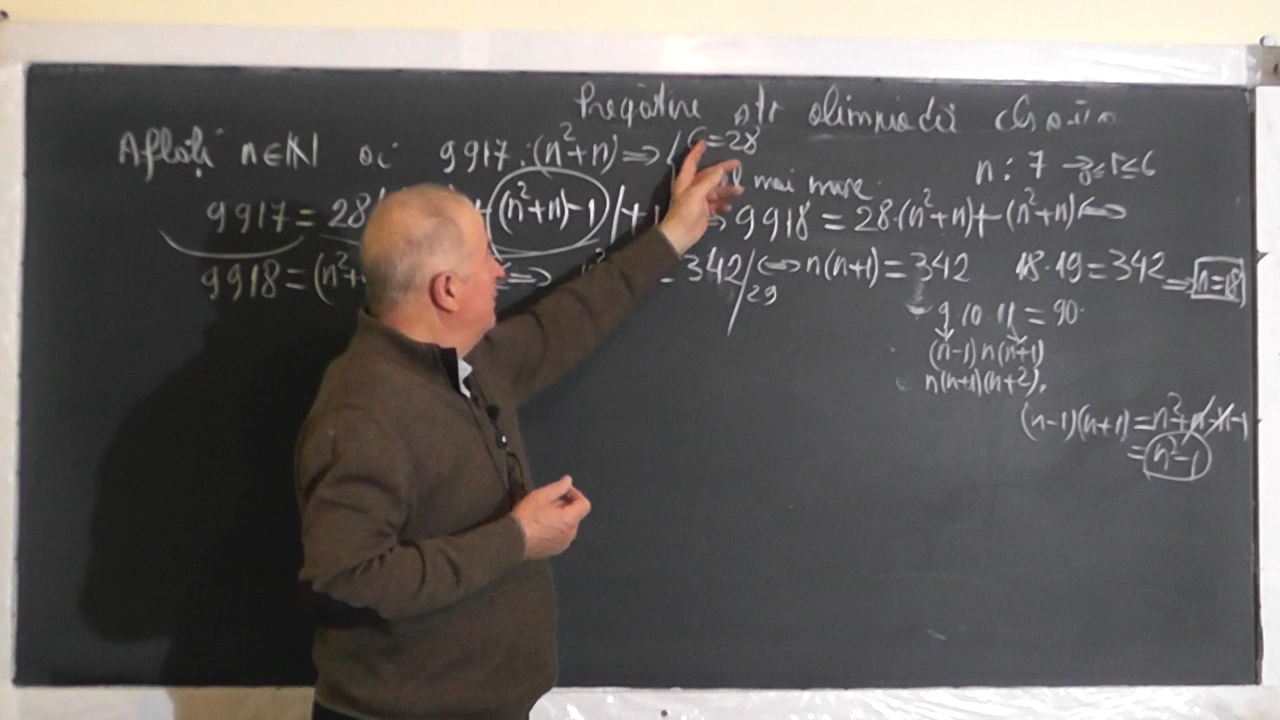 Pregătire ptr olimpiadă
Aflați n∈ℕ ai 9917:(n²+n) ⇒ C=28
mai mare.
n:7 ⇒ 0≤r≤6
9917 = 28 (n²+n)-1 /+1 ⇒ 9918 = 28·(n²+n)+(n²+n) ⇔
9918 = (n²+ ⇔ = 342 /29 ⇔ n(n+1) = 342 18·19 = 342 ⇒ n=18
9·10·11 = 90·
(n-1)n(n+1)
n(n+1)(n+2).
(n-1)(n+1) = n²+n-n-1
= n²-1